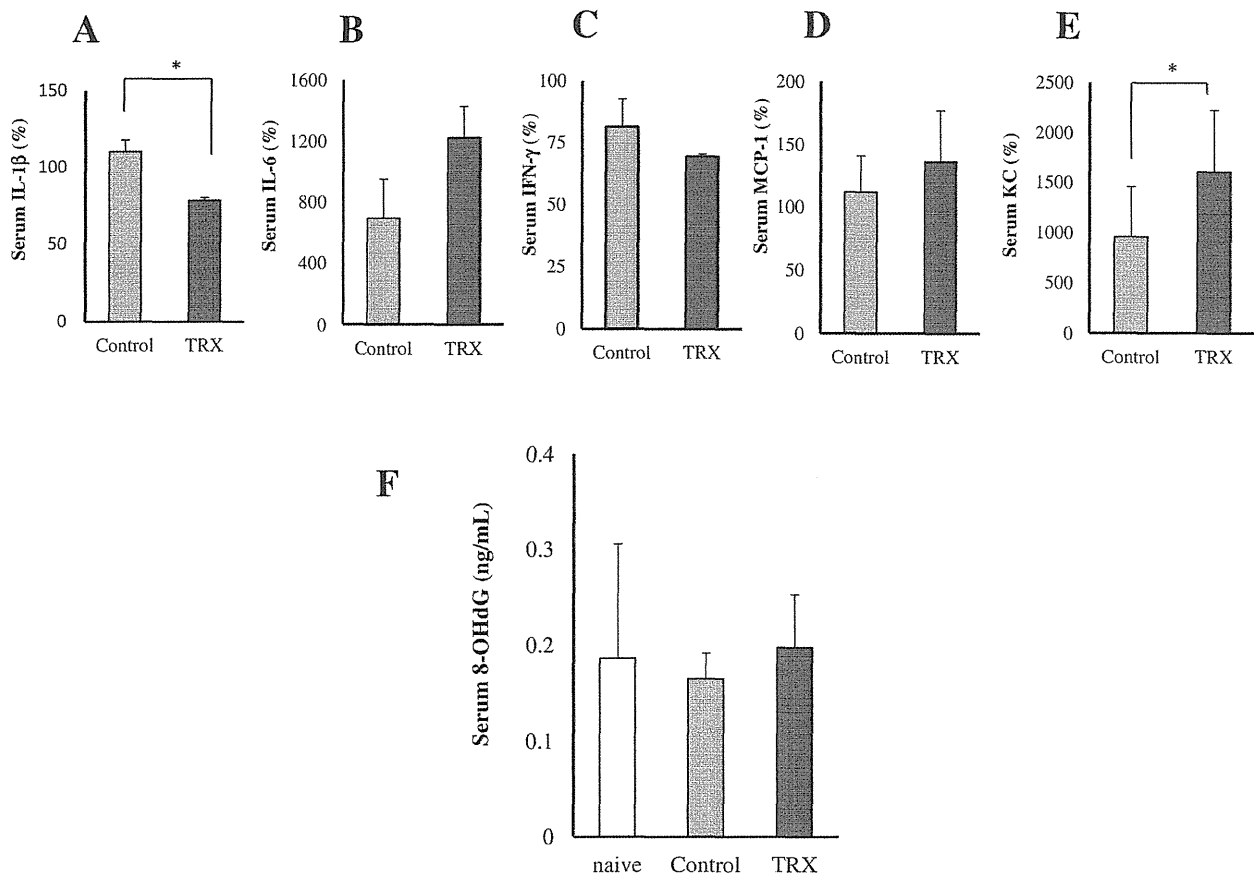 A
B
C
D
E
*
*
Serum IL-1β (%)
150
100
50
0
Control TRX
Serum IL-6 (%)
1600
1200
800
400
0
Control TRX
Serum IFN-γ (%)
100
75
50
25
0
Control TRX
Serum MCP-1 (%)
200
150
100
50
0
Control TRX
Serum KC (%)
2500
2000
1500
1000
500
0
Control TRX
F
Serum 8-OHdG (ng/mL)
0.4
0.3
0.2
0.1
0
naive Control TRX